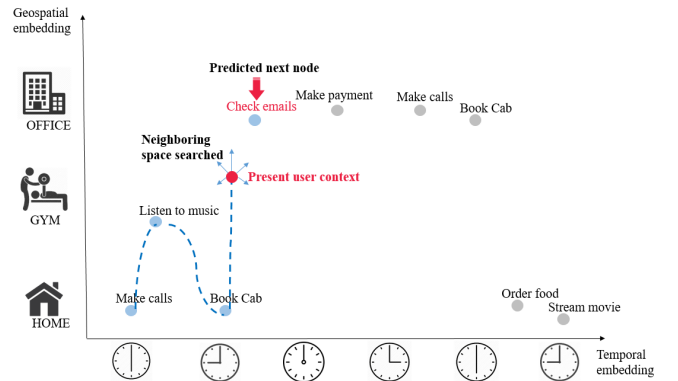 Geospatial
embedding
Predicted next node
Check emails
Make payment
Make calls
Book Cab
OFFICE
Neighboring
space searched
Present user context
GYM
Listen to music
Make calls
Book Cab
HOME
Order food
Stream movie
Temporal
embedding